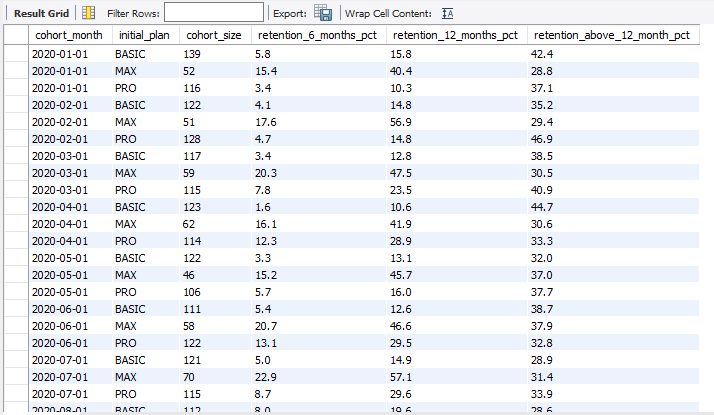 Result Grid Filter Rows: Export: Wrap Cell Content:
cohort_month initial_plan cohort_size retention_6_months_pct retention_12_months_pct retention_above_12_month_pct
2020-01-01 BASIC 139 5.8 15.8 42.4
2020-01-01 MAX 52 15.4 40.4 28.8
2020-01-01 PRO 116 3.4 10.3 37.1
2020-02-01 BASIC 122 4.1 14.8 35.2
2020-02-01 MAX 51 17.6 56.9 29.4
2020-02-01 PRO 128 4.7 14.8 46.9
2020-03-01 BASIC 117 3.4 12.8 38.5
2020-03-01 MAX 59 20.3 47.5 30.5
2020-03-01 PRO 115 7.8 23.5 40.9
2020-04-01 BASIC 123 1.6 10.6 44.7
2020-04-01 MAX 62 16.1 41.9 30.6
2020-04-01 PRO 114 12.3 28.9 33.3
2020-05-01 BASIC 122 3.3 13.1 32.0
2020-05-01 MAX 46 15.2 45.7 37.0
2020-05-01 PRO 106 5.7 16.0 37.7
2020-06-01 BASIC 111 5.4 12.6 38.7
2020-06-01 MAX 58 20.7 46.6 37.9
2020-06-01 PRO 122 13.1 29.5 32.8
2020-07-01 BASIC 121 5.0 14.9 28.9
2020-07-01 MAX 70 22.9 57.1 31.4
2020-07-01 PRO 115 8.7 29.6 33.9
2020-08-01 BASIC 112 8.0 19.6 28.6